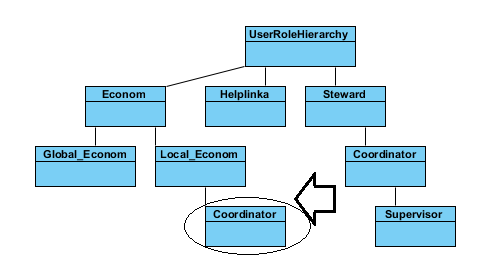 UserRoleHierarchy
Econom
Helplinka
Steward
Global_Econom
Local_Econom
Coordinator
Coordinator
Supervisor